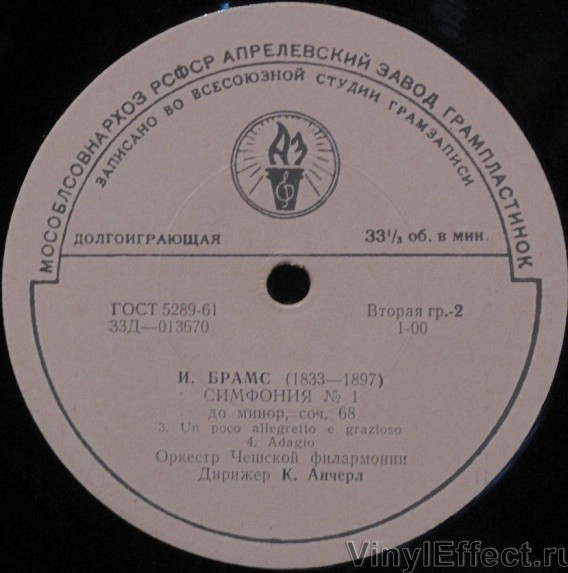 МОСОБЛСОВНАРХОЗ РСФСР АПРЕЛЕВСКИЙ ЗАВОД ГРАМПЛАСТИНОК
ЗАПИСАНО ВО ВСЕСОЮЗНОЙ СТУДИИ ГРАМЗАПИСИ
АЗ
ДОЛГОИГРАЮЩАЯ 33⅓ об. в мин.
ГОСТ 5289-61 Вторая гр.-2
33Д—013670 1-00
И. БРАМС (1833—1897)
СИМФОНИЯ № 1
до минор, соч. 68
3. Un poco allegretto e grazioso
4. Adagio
Оркестр Чешской филармонии
Дирижер К. Анчерл
VinylEffect.ru